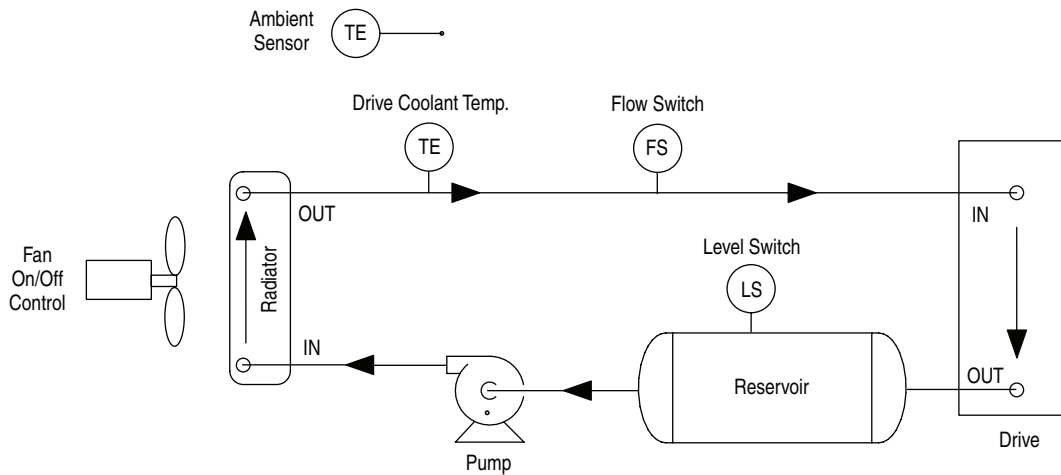 Ambient
Sensor
TE
Drive Coolant Temp.
TE
Flow Switch
FS
OUT
IN
Fan
On/Off
Control
Radiator
Level Switch
LS
IN
Reservoir
OUT
Pump
Drive